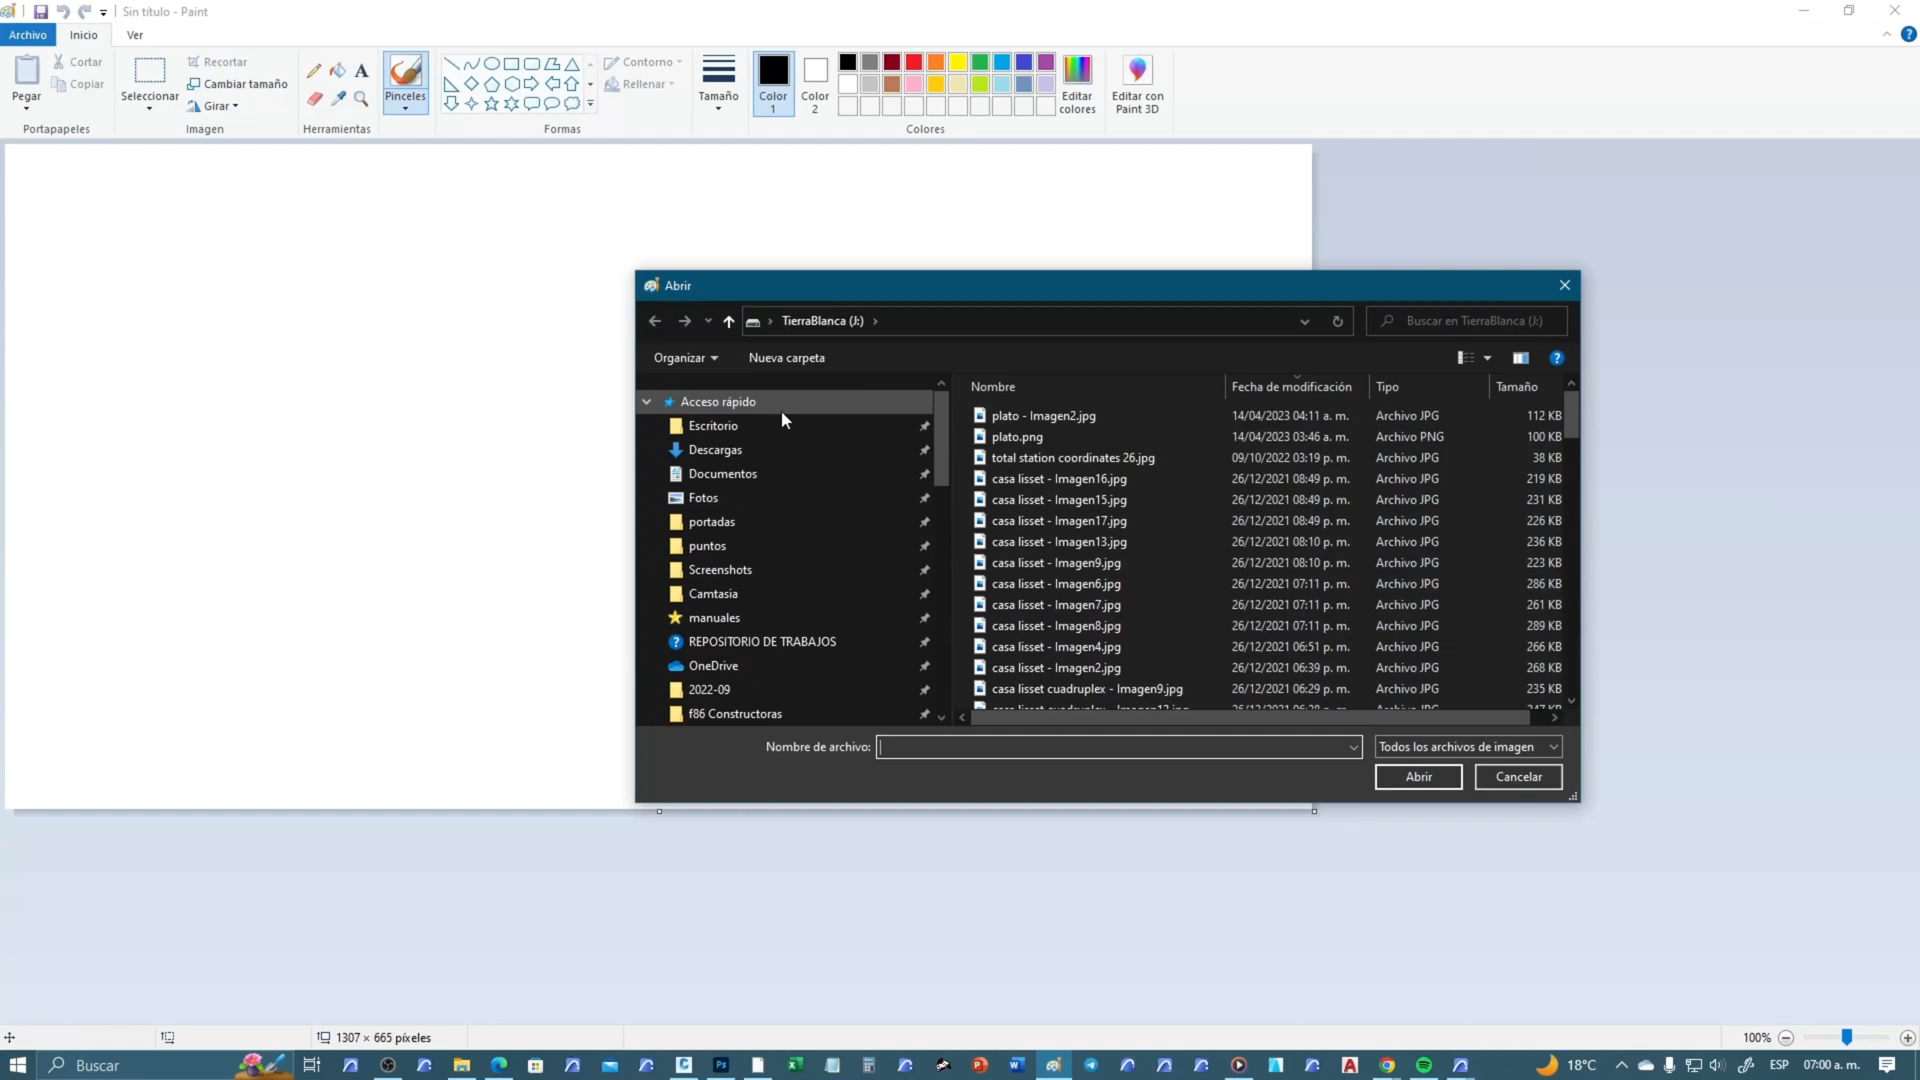 Sin título - Paint
Archivo
Inicio
Ver
Pegar
Cortar
Copiar
Portapapeles
Seleccionar
Recortar
Cambiar tamaño
Girar
Imagen
A
Herramientas
Pinceles
Contorno
Rellenar
Formas
Tamaño
Color 1
Color 2
Colores
Editar colores
Editar con Paint 3D
Abrir
TierraBlanca (J:)
Buscar en TierraBlanca (J:)
Organizar
Nueva carpeta
Acceso rápido
Escritorio
Descargas
Documentos
Fotos
portadas
puntos
Screenshots
Camtasia
manuales
REPOSITORIO DE TRABAJOS
OneDrive
2022-09
f86 Constructoras
Nombre Fecha de modificación Tipo Tamaño
plato - Imagen2.jpg 14/04/2023 04:11 a. m. Archivo JPG 112 KB
plato.png 14/04/2023 03:46 a. m. Archivo PNG 100 KB
total station coordinates 26.jpg 09/10/2022 03:19 p. m. Archivo JPG 38 KB
casa lisset - Imagen16.jpg 26/12/2021 08:49 p. m. Archivo JPG 219 KB
casa lisset - Imagen15.jpg 26/12/2021 08:49 p. m. Archivo JPG 231 KB
casa lisset - Imagen17.jpg 26/12/2021 08:49 p. m. Archivo JPG 226 KB
casa lisset - Imagen13.jpg 26/12/2021 08:10 p. m. Archivo JPG 236 KB
casa lisset - Imagen9.jpg 26/12/2021 08:10 p. m. Archivo JPG 223 KB
casa lisset - Imagen6.jpg 26/12/2021 07:11 p. m. Archivo JPG 286 KB
casa lisset - Imagen7.jpg 26/12/2021 07:11 p. m. Archivo JPG 261 KB
casa lisset - Imagen8.jpg 26/12/2021 07:11 p. m. Archivo JPG 289 KB
casa lisset - Imagen4.jpg 26/12/2021 06:51 p. m. Archivo JPG 266 KB
casa lisset - Imagen2.jpg 26/12/2021 06:39 p. m. Archivo JPG 268 KB
casa lisset cuadruplex - Imagen9.jpg 26/12/2021 06:29 p. m. Archivo JPG 235 KB
Nombre de archivo:
Todos los archivos de imagen
Abrir
Cancelar
1307 × 665 píxeles
100%
Buscar
18°C
ESP
07:00 a. m.